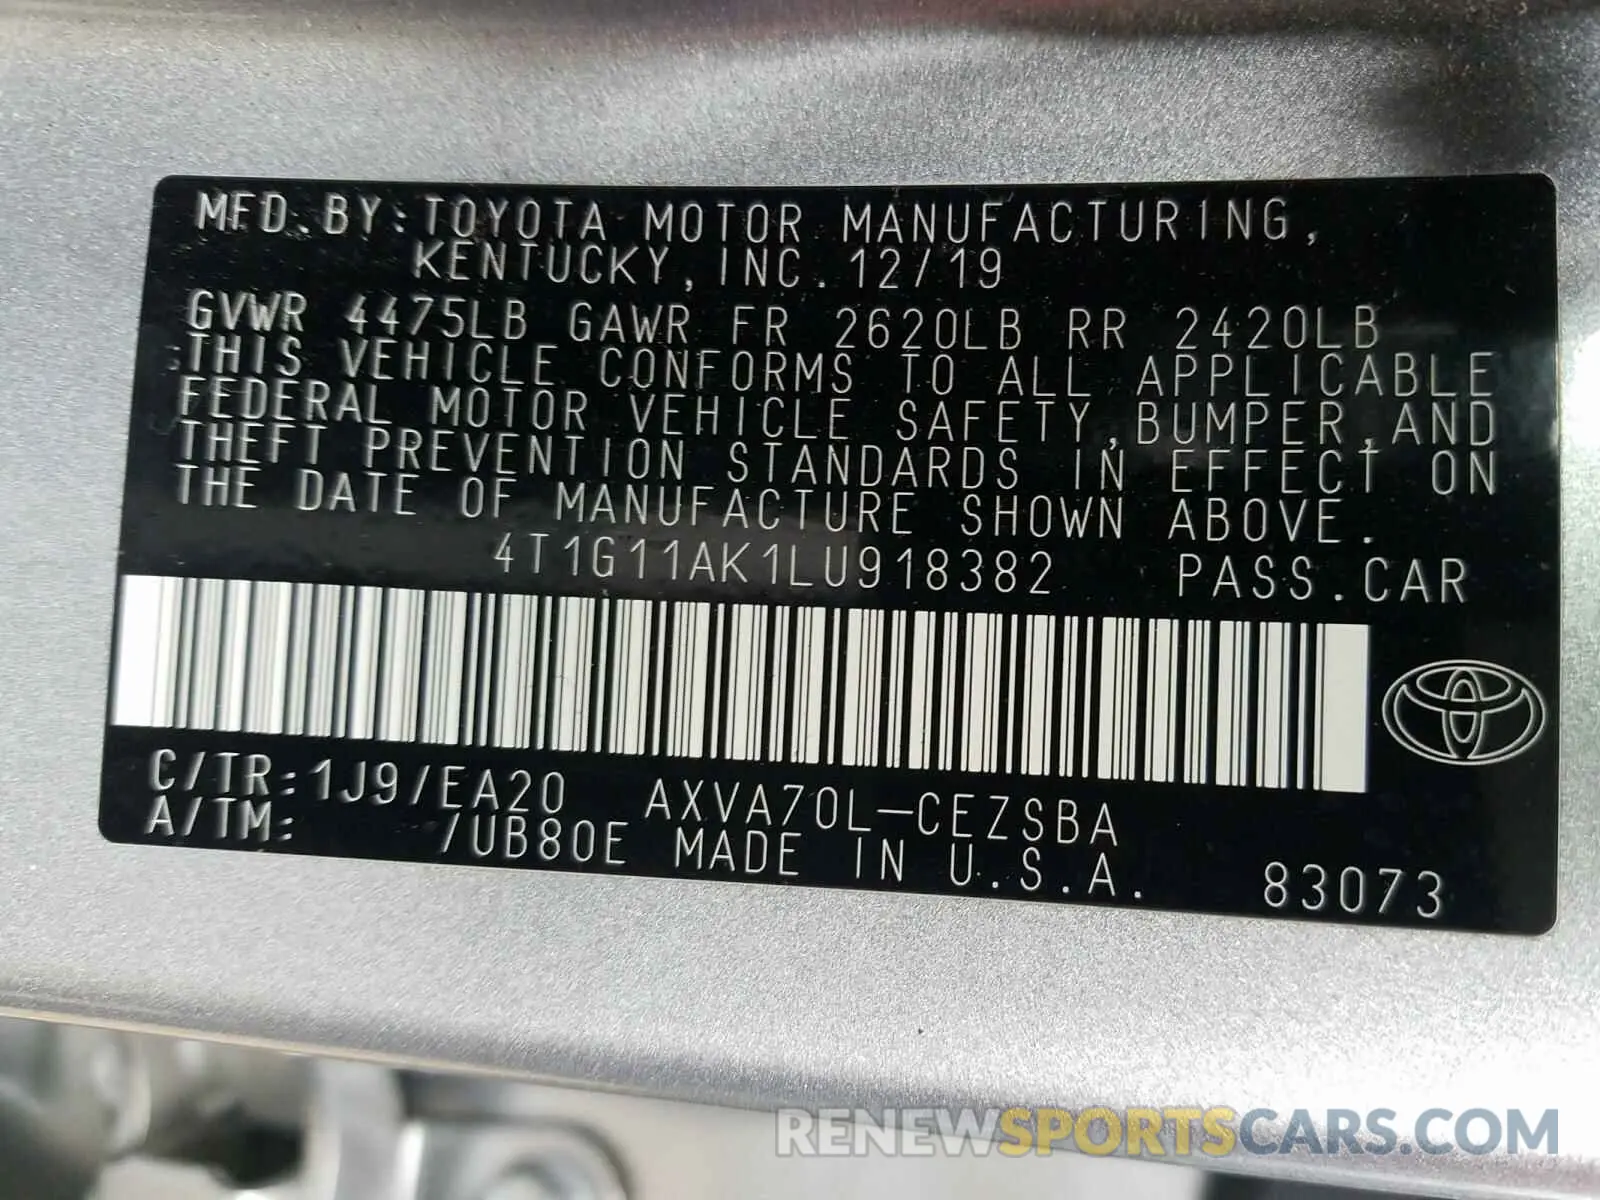 MFD.BY:TOYOTA MOTOR MANUFACTURING,
KENTUCKY,INC.12/19
GVWR 4475LB GAWR FR 2620LB RR 2420LB
THIS VEHICLE CONFORMS TO ALL APPLICABLE
FEDERAL MOTOR VEHICLE SAFETY,BUMPER,AND
THEFT PREVENTION STANDARDS IN EFFECT ON
THE DATE OF MANUFACTURE SHOWN ABOVE.
4T1G11AK1LU918382 PASS.CAR
C/TR:1J9/EA20 AXVA70L-CEZSBA
A/TM: /UB80E MADE IN U.S.A. 83073
RENEWSPORTSCARS.COM